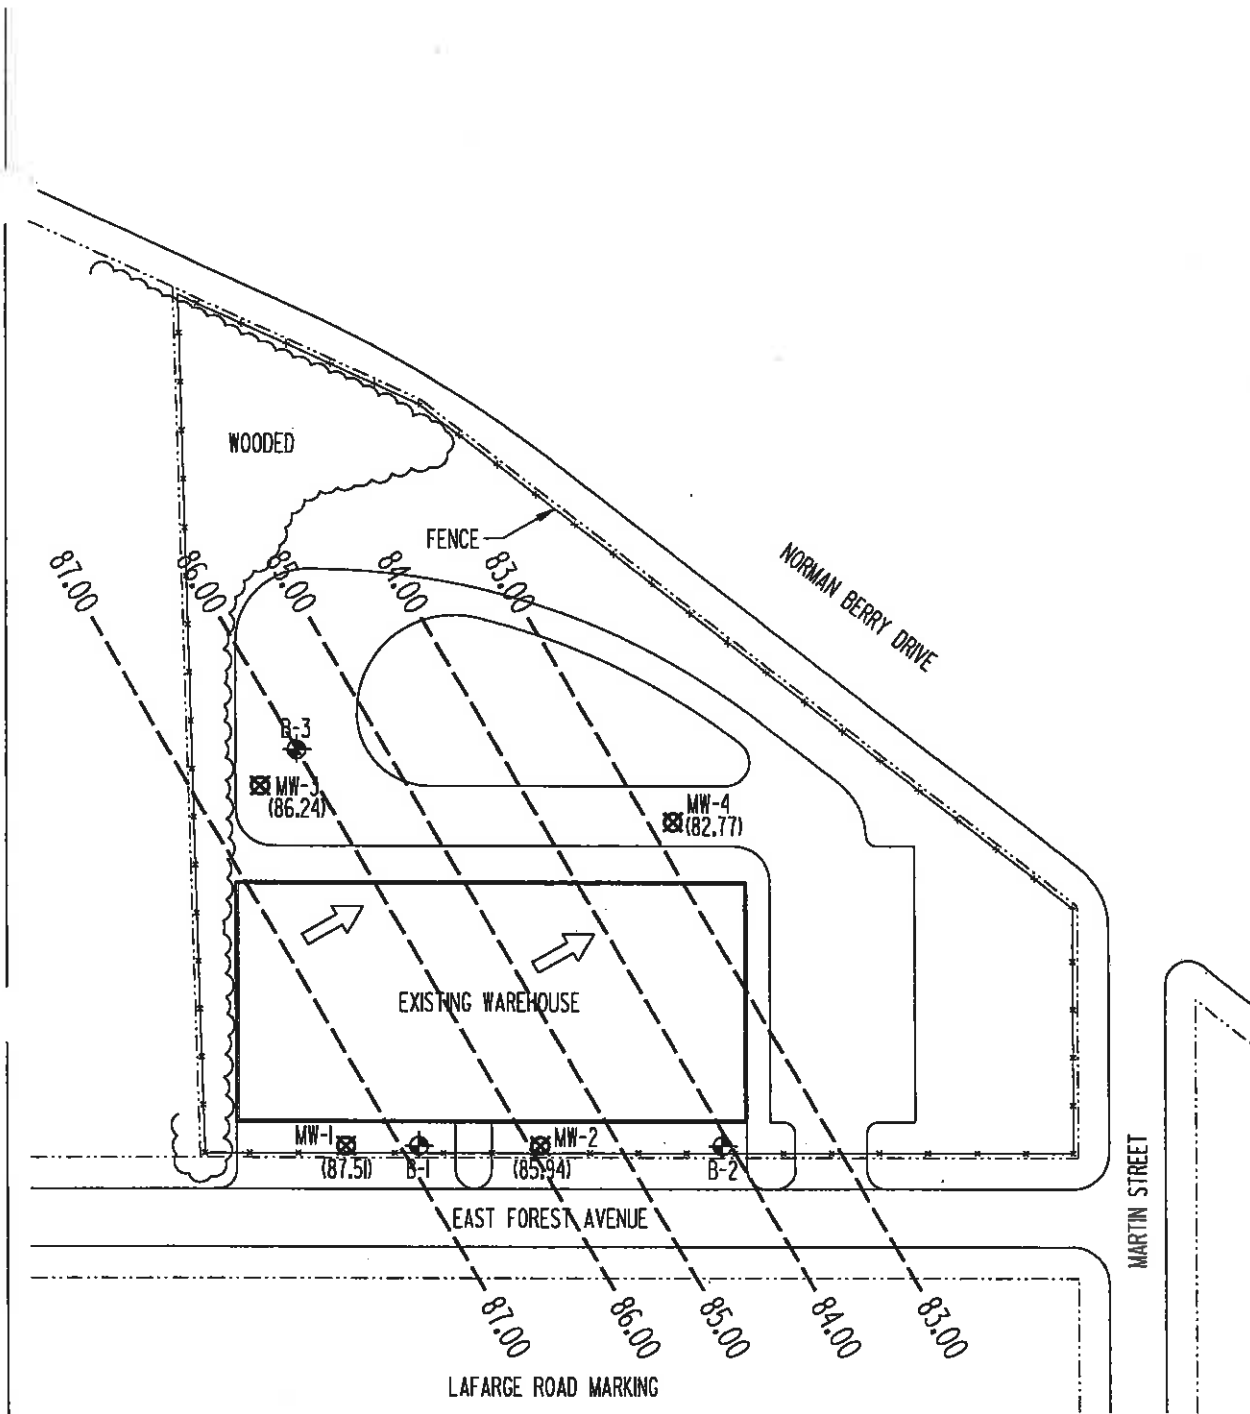 WOODED
FENCE
NORMAN BERRY DRIVE
87.00
86.00
85.00
84.00
83.00
B-3
MW-3
(86.24)
MW-4
(82.77)
EXISTING WAREHOUSE
MW-1
(87.51)
B-1
MW-2
(85.94)
B-2
EAST FOREST AVENUE
MARTIN STREET
87.00
86.00
85.00
84.00
83.00
LAFARGE ROAD MARKING